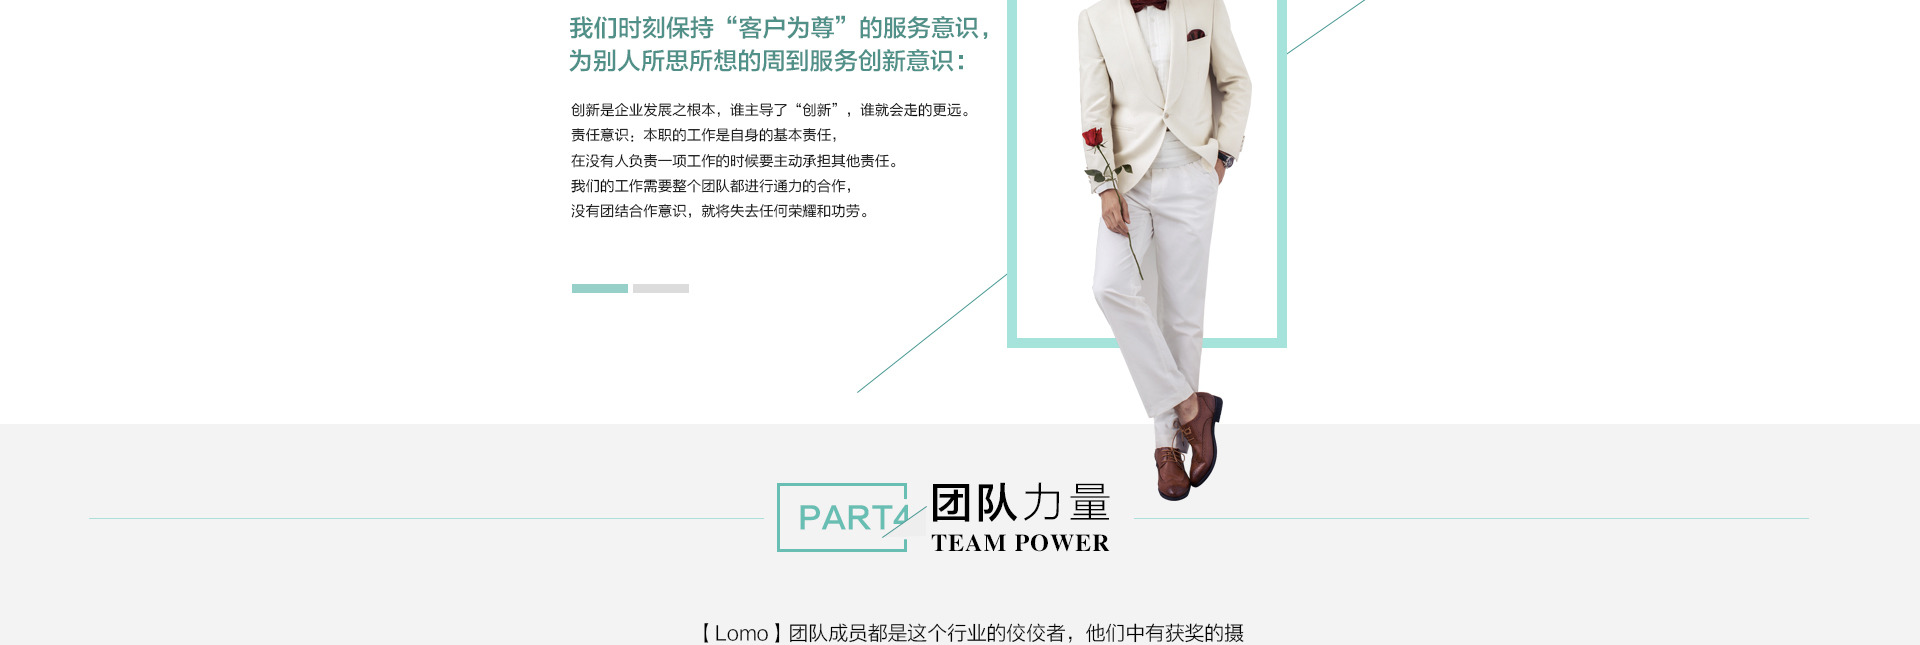 我们时刻保持“客户为尊”的服务意识，
为别人所思所想的周到服务创新意识：
创新是企业发展之根本，谁主导了“创新”，谁就会走的更远。
责任意识：本职的工作是自身的基本责任，
在没有人负责一项工作的时候要主动承担其他责任。
我们的工作需要整个团队都进行通力的合作，
没有团结合作意识，就将失去任何荣耀和功劳。
PART4
团队力量
TEAM POWER
【Lomo】团队成员都是这个行业的佼佼者，他们中有获奖的摄